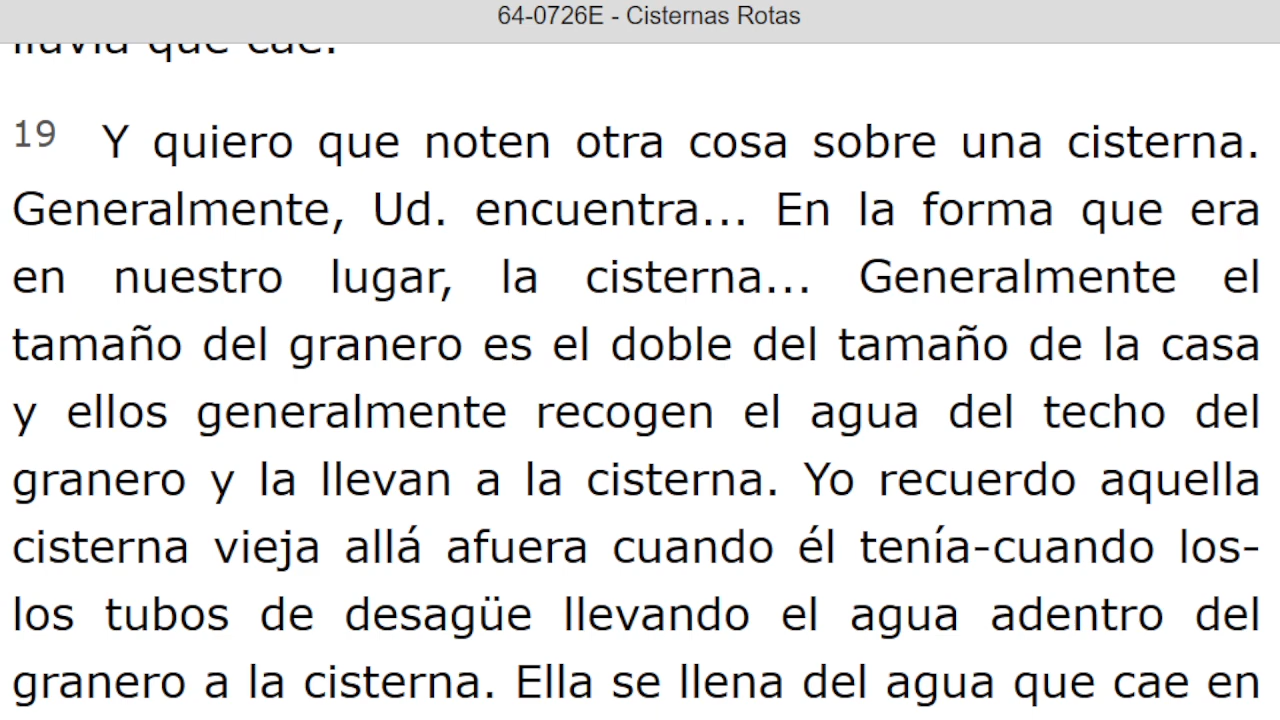 64-0726E - Cisternas Rotas
lluvia que cae.
19 Y quiero que noten otra cosa sobre una cisterna.
Generalmente, Ud. encuentra... En la forma que era
en nuestro lugar, la cisterna... Generalmente el
tamaño del granero es el doble del tamaño de la casa
y ellos generalmente recogen el agua del techo del
granero y la llevan a la cisterna. Yo recuerdo aquella
cisterna vieja allá afuera cuando él tenía-cuando los-
los tubos de desagüe llevando el agua adentro del
granero a la cisterna. Ella se llena del agua que cae en